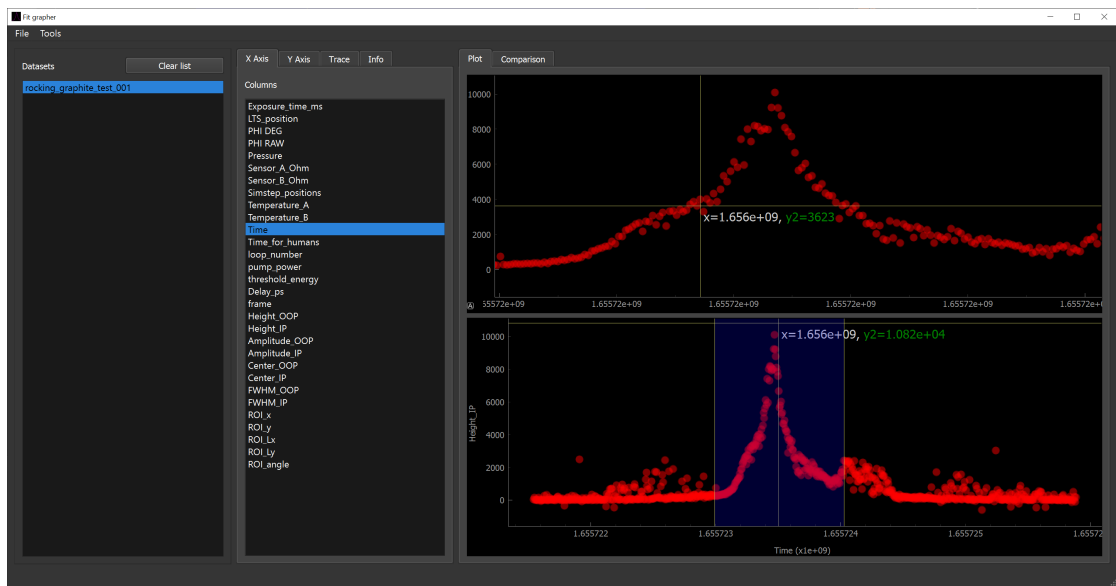 Fit grapher
File Tools
Datasets
Clear list
rocking_graphite_test_001
X Axis
Y Axis
Trace
Info
Columns
Exposure_time_ms
LTS_position
PHI DEG
PHI RAW
Pressure
Sensor_A_Ohm
Sensor_B_Ohm
Simstep_positions
Temperature_A
Temperature_B
Time
Time_for_humans
loop_number
pump_power
threshold_energy
Delay_ps
frame
Height_OOP
Height_IP
Amplitude_OOP
Amplitude_IP
Center_OOP
Center_IP
FWHM_OOP
FWHM_IP
ROI_x
ROI_y
ROI_Lx
ROI_Ly
ROI_angle
Plot
Comparison
10000
8000
6000
4000
2000
0
x=1.656e+09, y2=3623
A
.65572e+09 1.65572e+09 1.65572e+09 1.65572e+09 1.65572e+09 1.65572e+
10000
8000
6000
4000
2000
0
Height_IP
x=1.656e+09, y2=1.082e+04
1.655722 1.655723 1.655724 1.655725 1.65572
Time (x1e+09)